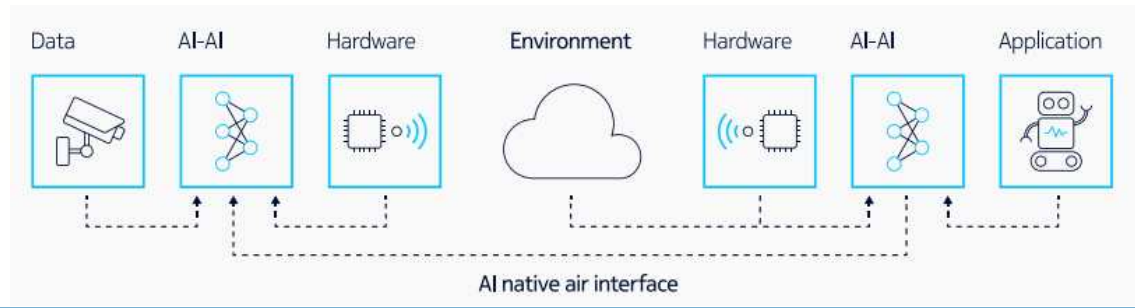 Data AI-AI Hardware Environment Hardware AI-AI Application
AI native air interface